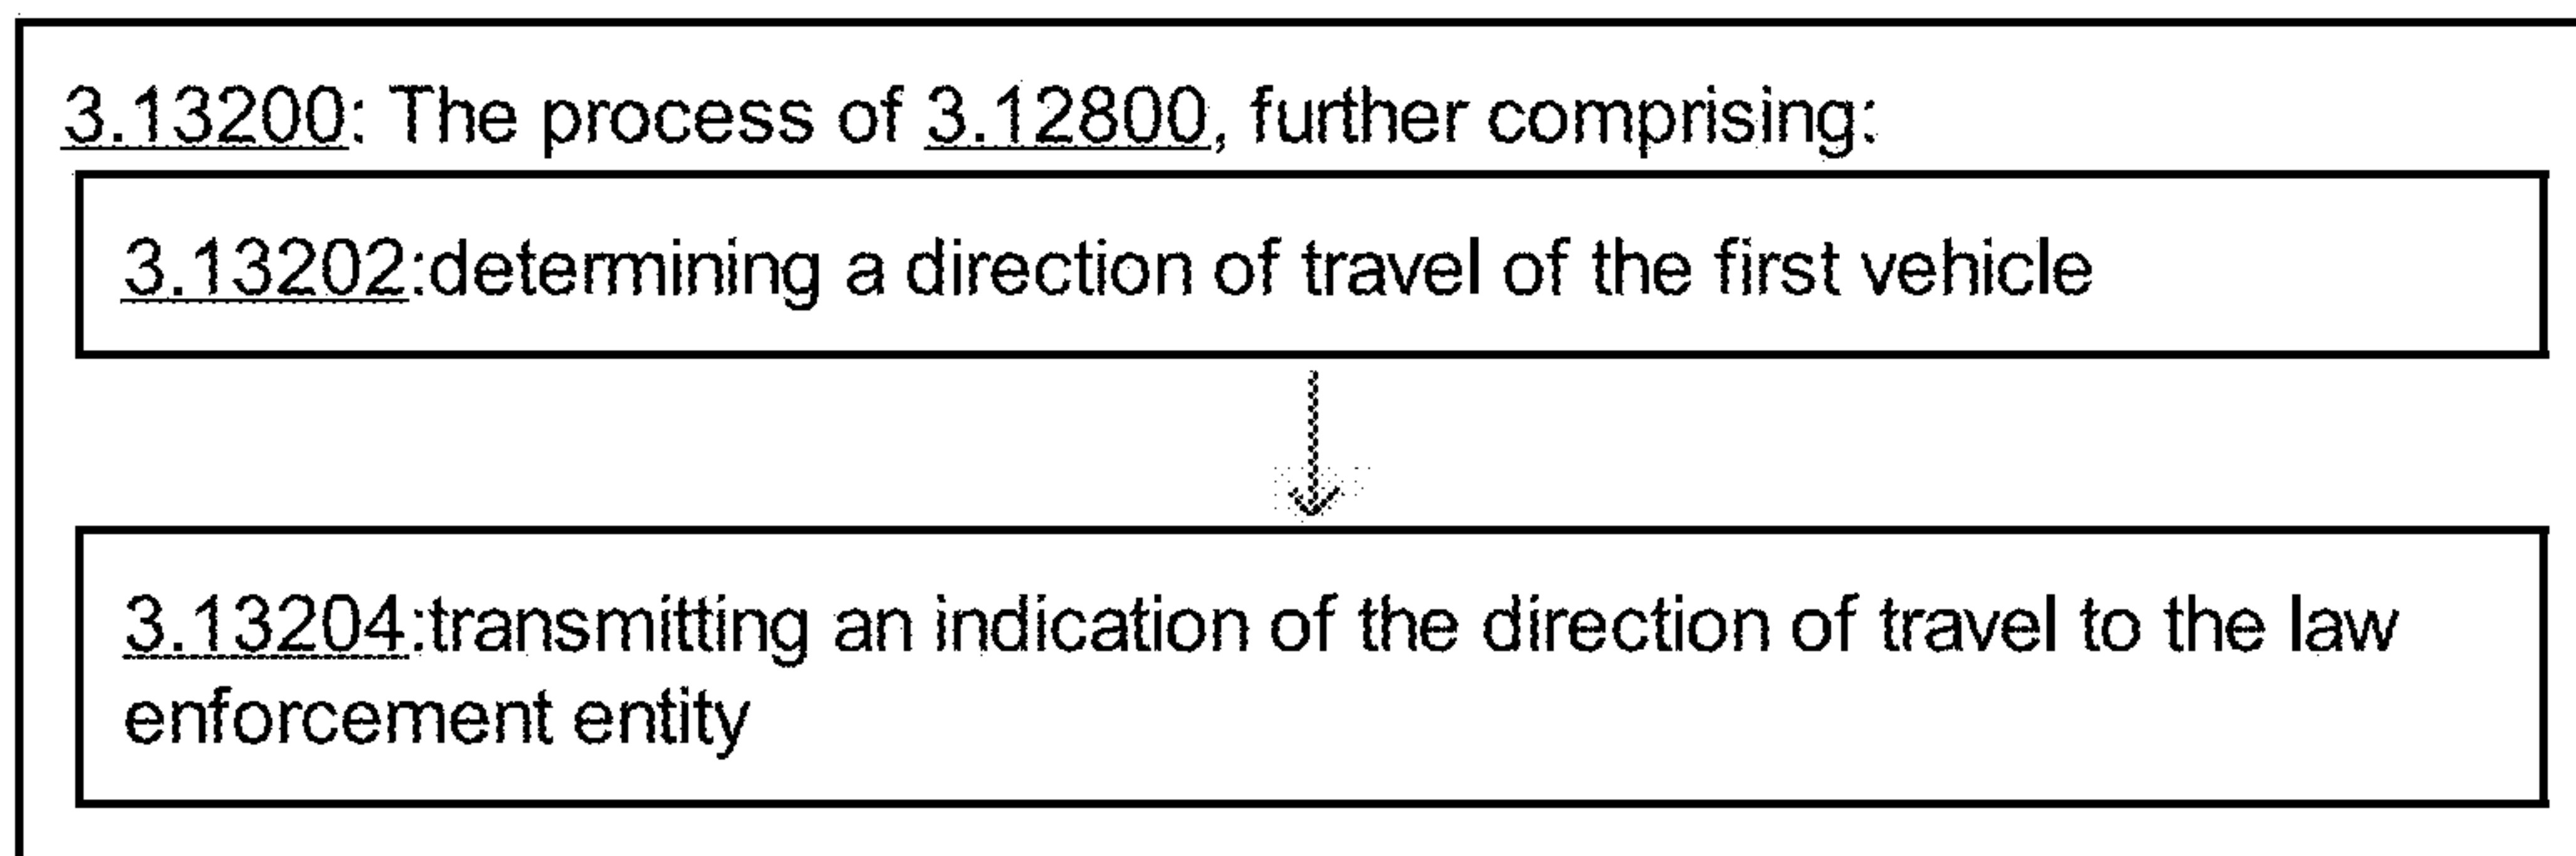 3.13200: The process of 3.12800, further comprising:
3.13202:determining a direction of travel of the first vehicle
3.13204:transmitting an indication of the direction of travel to the law
enforcement entity